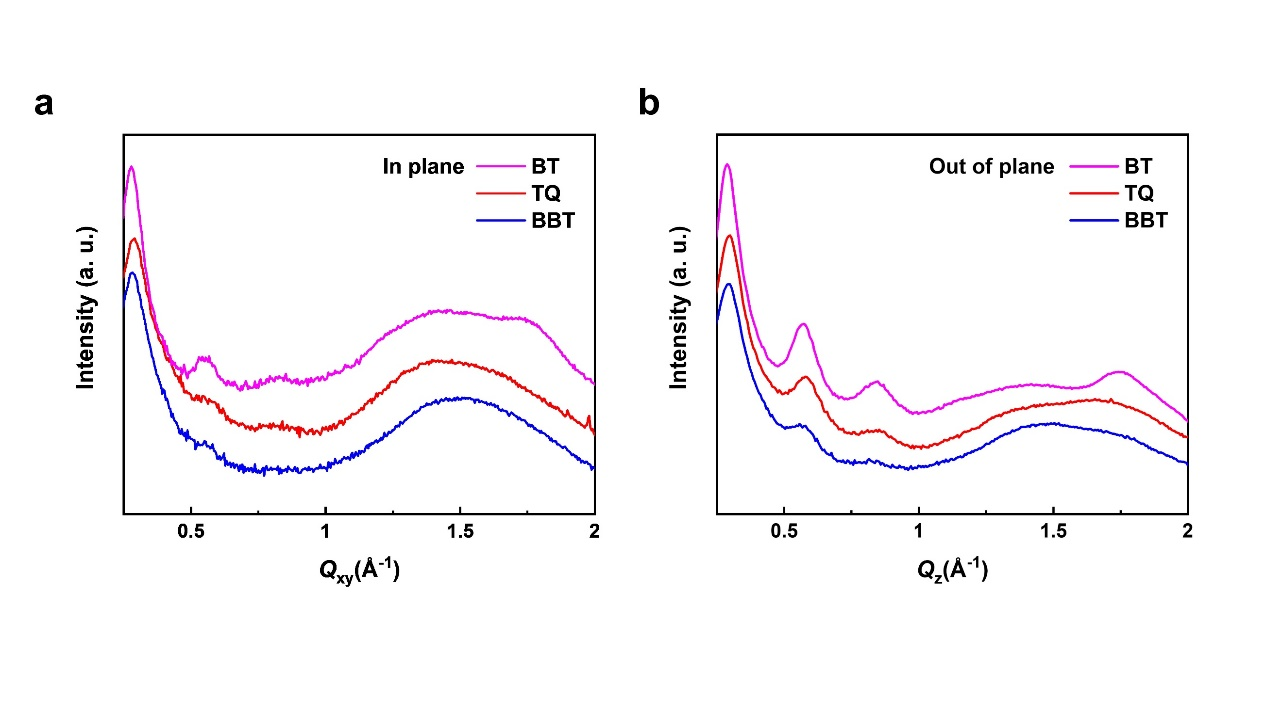 a
In plane
BT
TQ
BBT
Intensity (a. u.)
0.5 1 1.5 2
Qxy(Å-1)
b
Out of plane
BT
TQ
BBT
Intensity (a. u.)
0.5 1 1.5 2
Qz(Å-1)